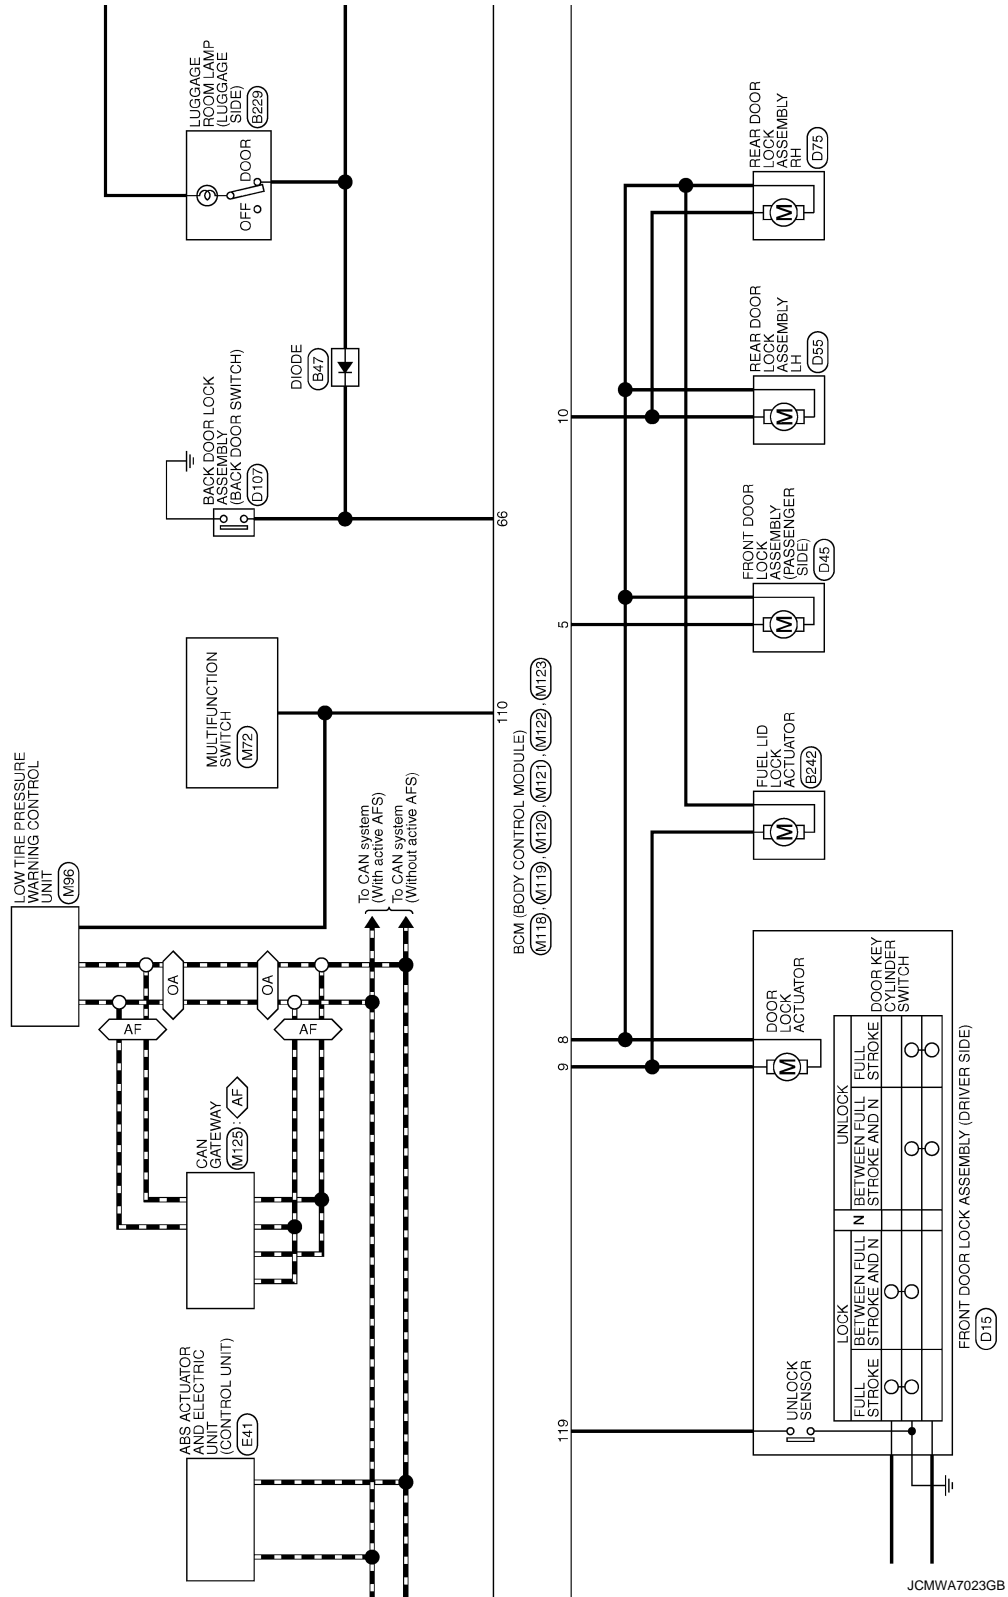 LUGGAGE
ROOM LAMP
(LUGGAGE
SIDE)
B229
OFF
DOOR
DIODE
B47
BACK DOOR LOCK
ASSEMBLY
(BACK DOOR SWITCH)
D107
66
MULTIFUNCTION
SWITCH
M72
110
LOW TIRE PRESSURE
WARNING CONTROL
UNIT
M96
To CAN system
(With active AFS)
To CAN system
(Without active AFS)
OA
OA
AF
AF
CAN
GATEWAY
M125 : AF
ABS ACTUATOR
AND ELECTRIC
UNIT
(CONTROL UNIT)
E41
BCM (BODY CONTROL MODULE)
M118 , M119 , M120 , M121 , M122 , M123
REAR DOOR
LOCK
ASSEMBLY
RH
D75
M
REAR DOOR
LOCK
ASSEMBLY
LH
D55
M
10
FRONT DOOR
LOCK
ASSEMBLY
(PASSENGER
SIDE)
D45
M
5
FUEL LID
LOCK
ACTUATOR
B242
M
8
9
DOOR
LOCK
ACTUATOR
M
DOOR KEY
CYLINDER
SWITCH
UNLOCK
FULL
STROKE
BETWEEN FULL
STROKE AND N
N
LOCK
BETWEEN FULL
STROKE AND N
FULL
STROKE
UNLOCK
SENSOR
119
FRONT DOOR LOCK ASSEMBLY (DRIVER SIDE)
D15
JCMWA7023GB